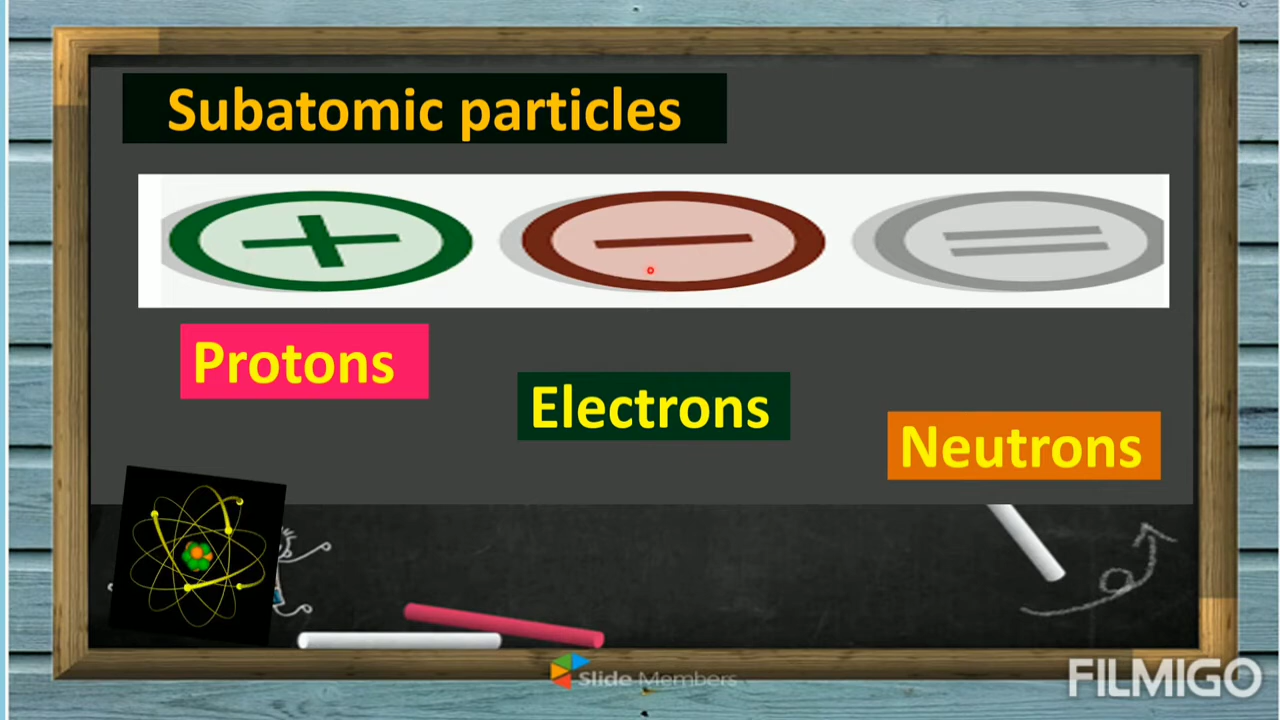 Subatomic particles
Protons
Electrons
Neutrons
Slide Members
FILMIGO